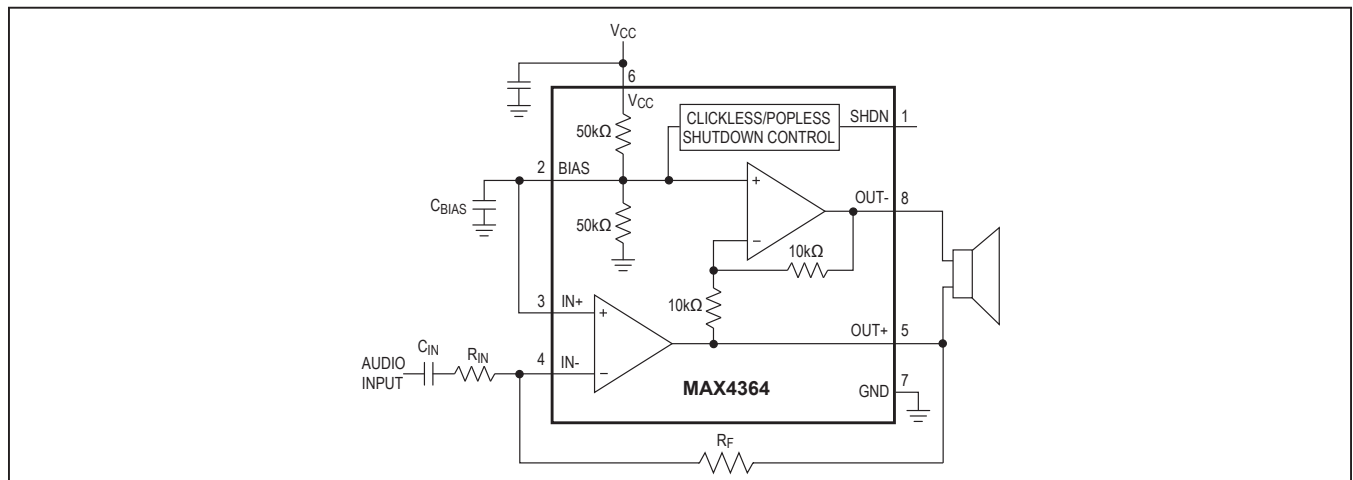 VCC
6
VCC
CLICKLESS/POPLESS
SHUTDOWN CONTROL
SHDN
1
50kΩ
2
BIAS
CBIAS
50kΩ
+
−
OUT-
8
10kΩ
10kΩ
3
IN+
+
OUT+
5
AUDIO
INPUT
CIN
RIN
4
IN-
−
MAX4364
GND
7
RF